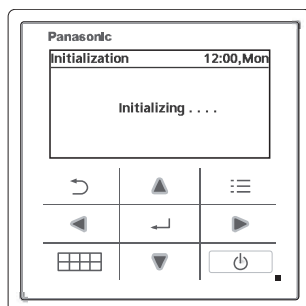 Panasonic
Initialization 12:00,Mon
Initializing . . . .